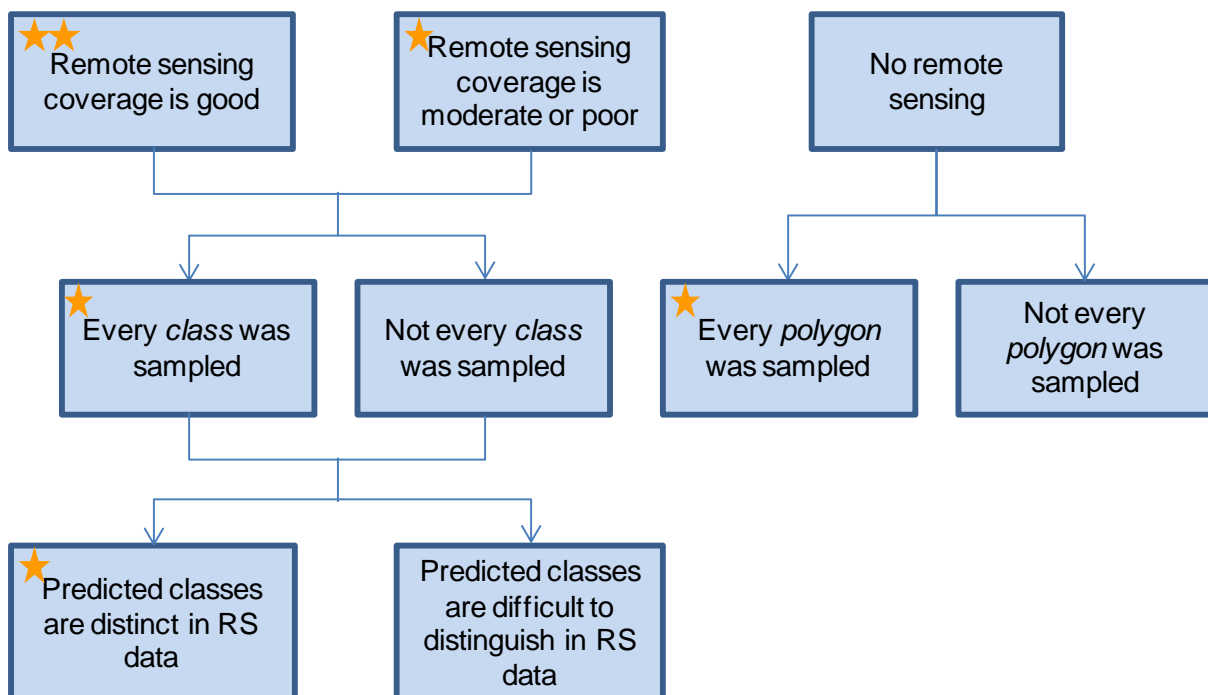 Remote sensing
coverage is good
Remote sensing
coverage is
moderate or poor
No remote
sensing
Every class was
sampled
Not every class
was sampled
Every polygon
was sampled
Not every
polygon was
sampled
Predicted classes
are distinct in RS
data
Predicted classes
are difficult to
distinguish in RS
data